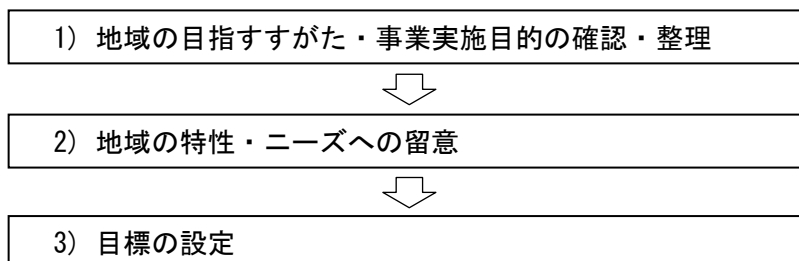 1) 地域の目指すすがた・事業実施目的の確認・整理
2) 地域の特性・ニーズへの留意
3) 目標の設定